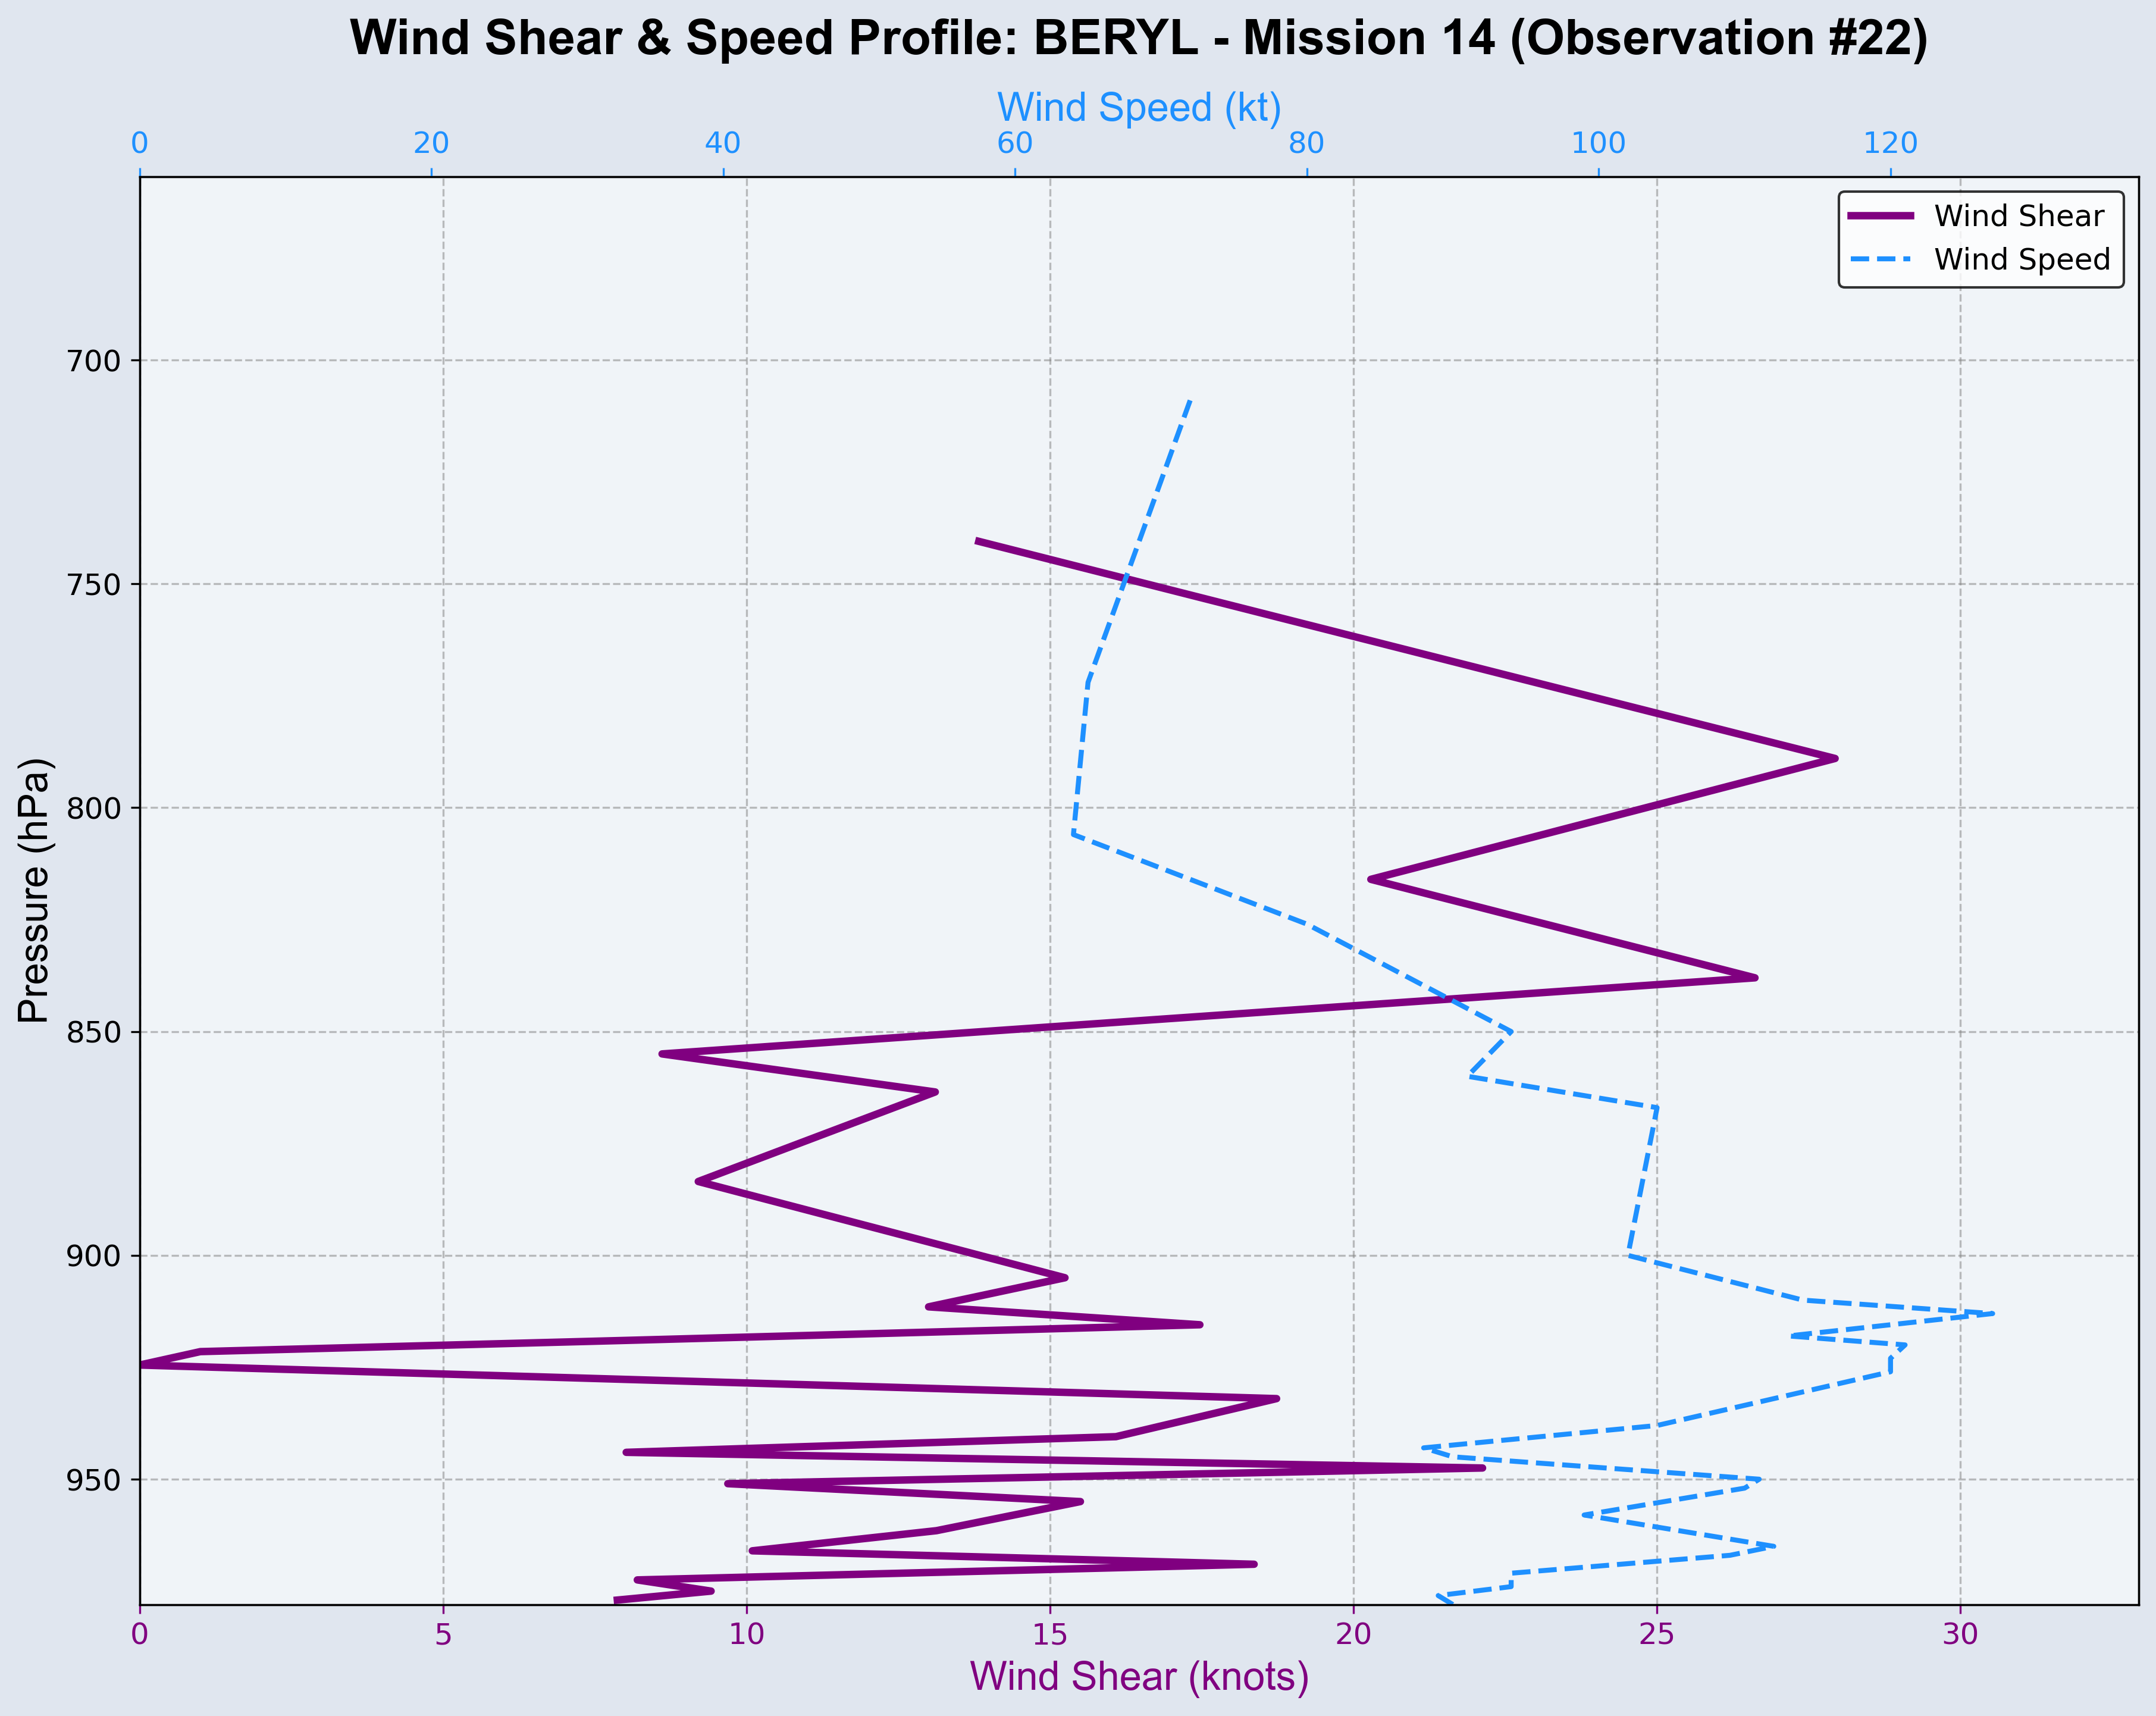 Wind Shear & Speed Profile: BERYL - Mission 14 (Observation #22)
Wind Speed (kt)
0 20 40 60 80 100 120
Wind Shear
Wind Speed
700
750
800
850
900
950
Pressure (hPa)
0 5 10 15 20 25 30
Wind Shear (knots)